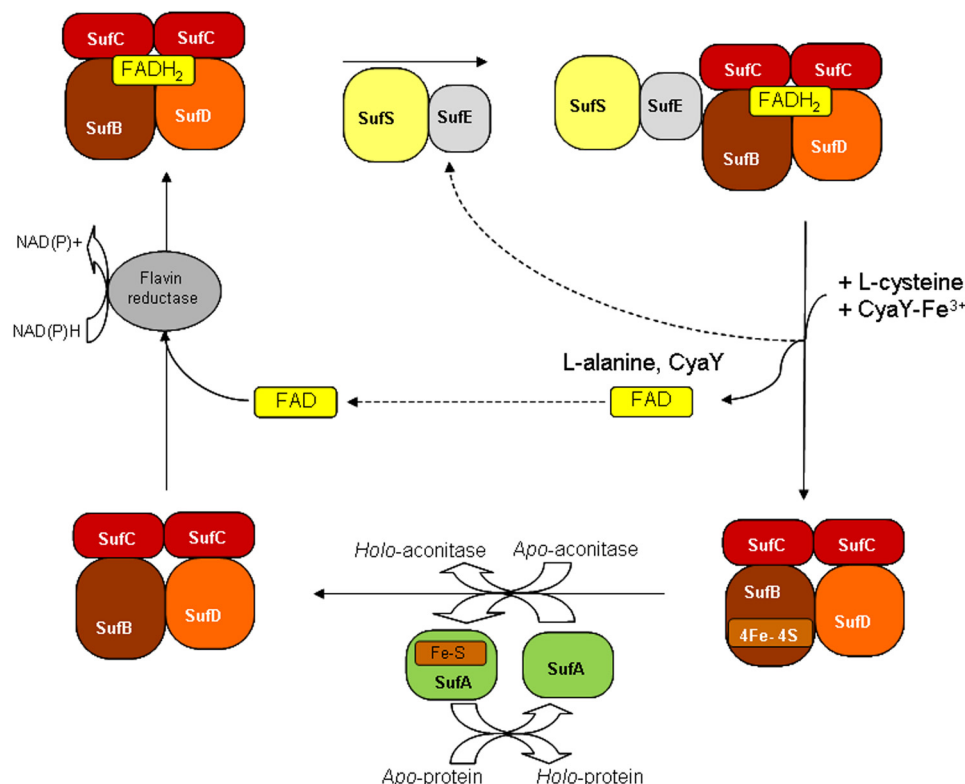 SufC SufC
FADH₂
SufB SufD
SufS SufE
SufC SufC
SufS SufE FADH₂
SufB SufD
NAD(P)+
Flavin
reductase
NAD(P)H
+ L-cysteine
+ CyaY-Fe³⁺
L-alanine, CyaY
FAD
FAD
SufC SufC
SufB SufD
Holo-aconitase Apo-aconitase
Fe-S
SufA SufA
Apo-protein Holo-protein
SufC SufC
SufB
SufD
4Fe-4S